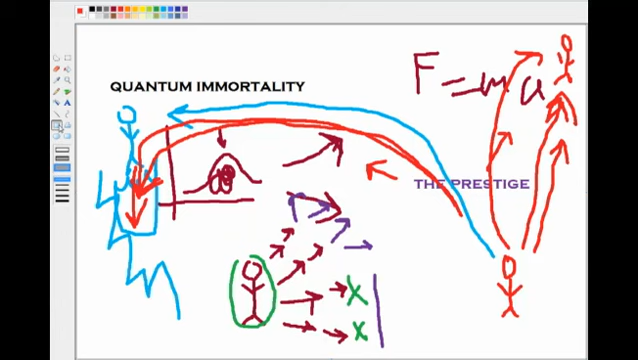 QUANTUM IMMORTALITY
F = ma
THE PRESTIGE
X
X